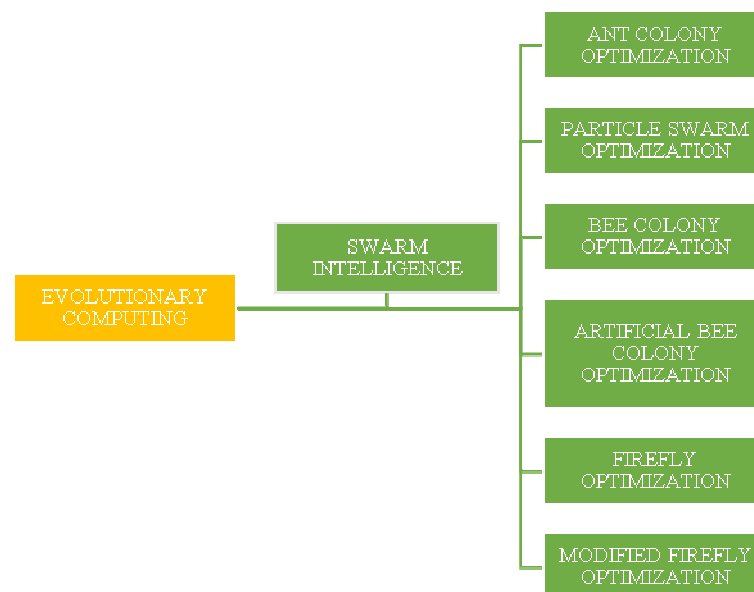 ANT COLONY
OPTIMIZATION
PARTICLE SWARM
OPTIMIZATION
BEE COLONY
OPTIMIZATION
SWARM
INTELLIGENCE
EVOLUTIONARY
COMPUTING
ARTIFICIAL BEE
COLONY
OPTIMIZATION
FIREFLY
OPTIMIZATION
MODIFIED FIREFLY
OPTIMIZATION